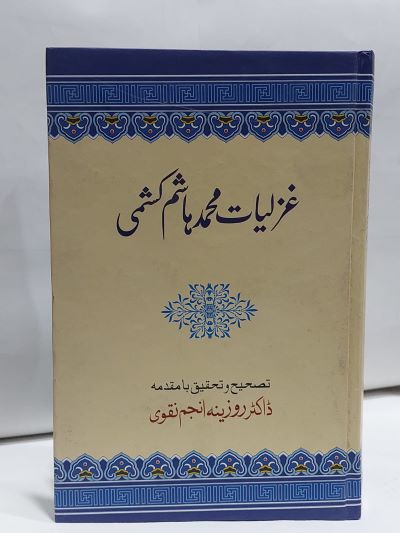 غزلیات محمد ہاشم کشمی
تصحیح و تحقیق با مقدمہ
ڈاکٹر روزینہ انجم نقوی